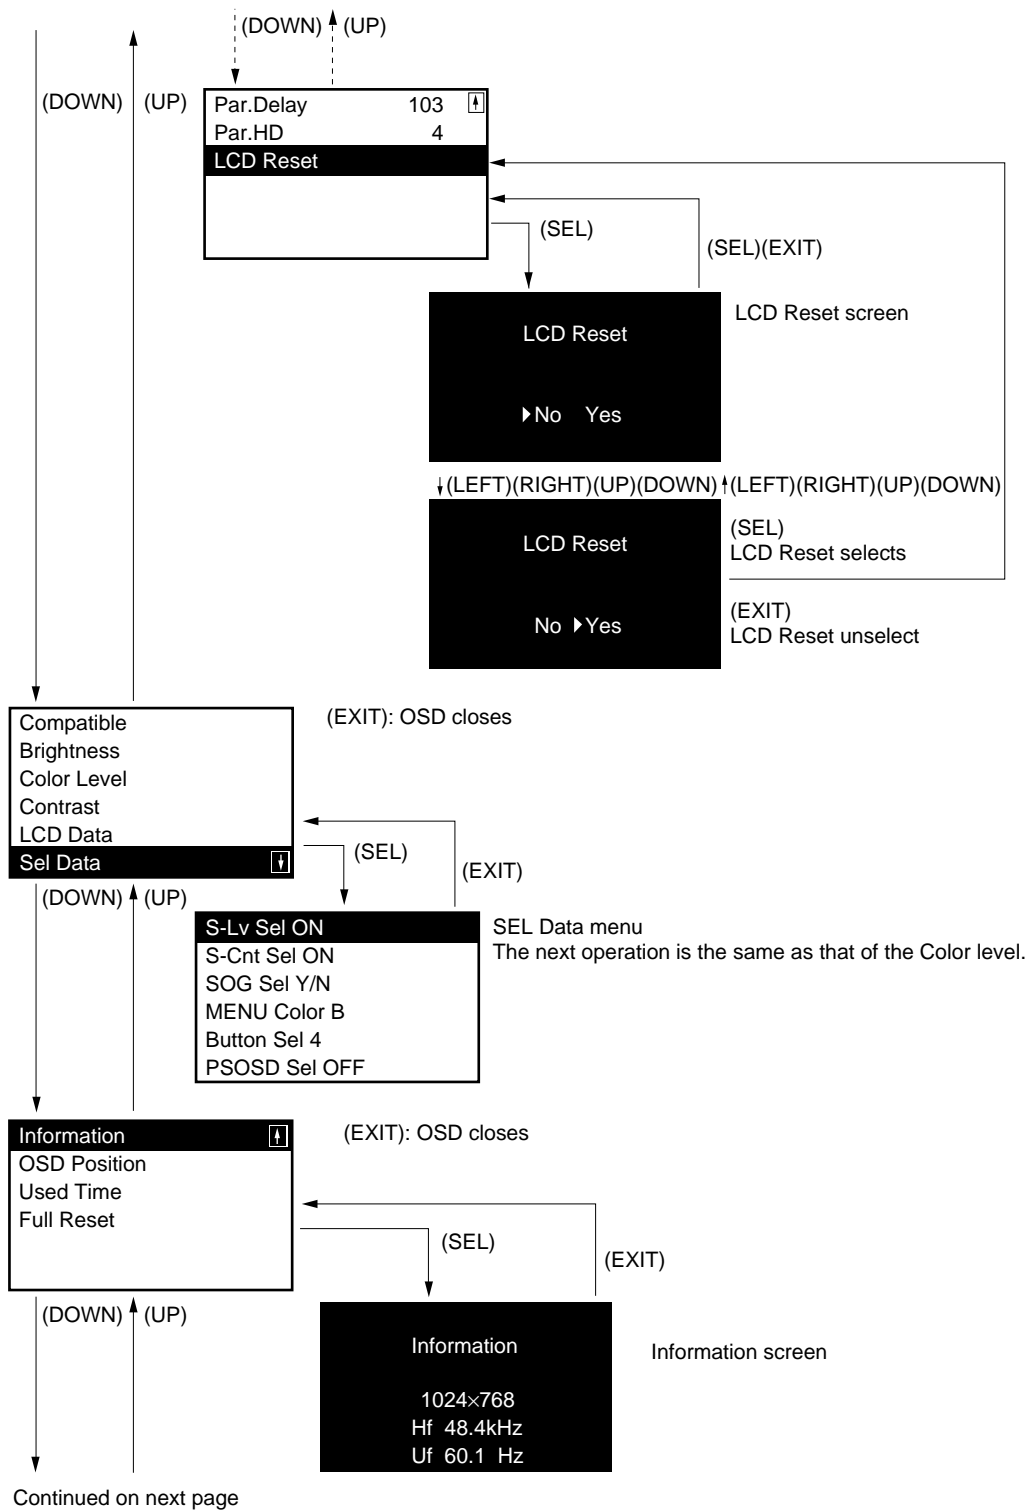 (DOWN) (UP)
(DOWN) (UP)
Par.Delay 103
Par.HD 4
LCD Reset
(SEL)
(SEL)(EXIT)
LCD Reset screen
LCD Reset
No Yes
(LEFT)(RIGHT)(UP)(DOWN) (LEFT)(RIGHT)(UP)(DOWN)
LCD Reset
No Yes
(SEL)
LCD Reset selects
(EXIT)
LCD Reset unselect
Compatible
Brightness
Color Level
Contrast
LCD Data
Sel Data
(EXIT): OSD closes
(SEL)
(EXIT)
(DOWN) (UP)
S-Lv Sel ON
S-Cnt Sel ON
SOG Sel Y/N
MENU Color B
Button Sel 4
PSOSD Sel OFF
SEL Data menu
The next operation is the same as that of the Color level.
Information
OSD Position
Used Time
Full Reset
(EXIT): OSD closes
(SEL)
(EXIT)
(DOWN) (UP)
Information
1024×768
Hf 48.4kHz
Uf 60.1 Hz
Information screen
Continued on next page